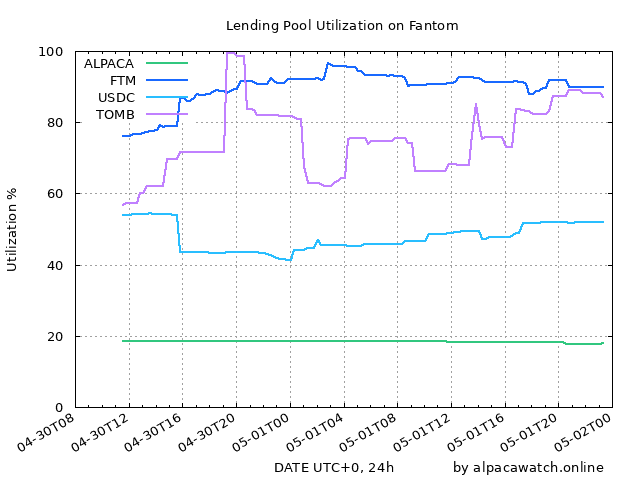 Lending Pool Utilization on Fantom
100
80
60
40
20
0
Utilization %
ALPACA
FTM
USDC
TOMB
04-30T08
04-30T12
04-30T16
04-30T20
05-01T00
05-01T04
05-01T08
05-01T12
05-01T16
05-01T20
05-02T00
DATE UTC+0, 24h
by alpacawatch.online